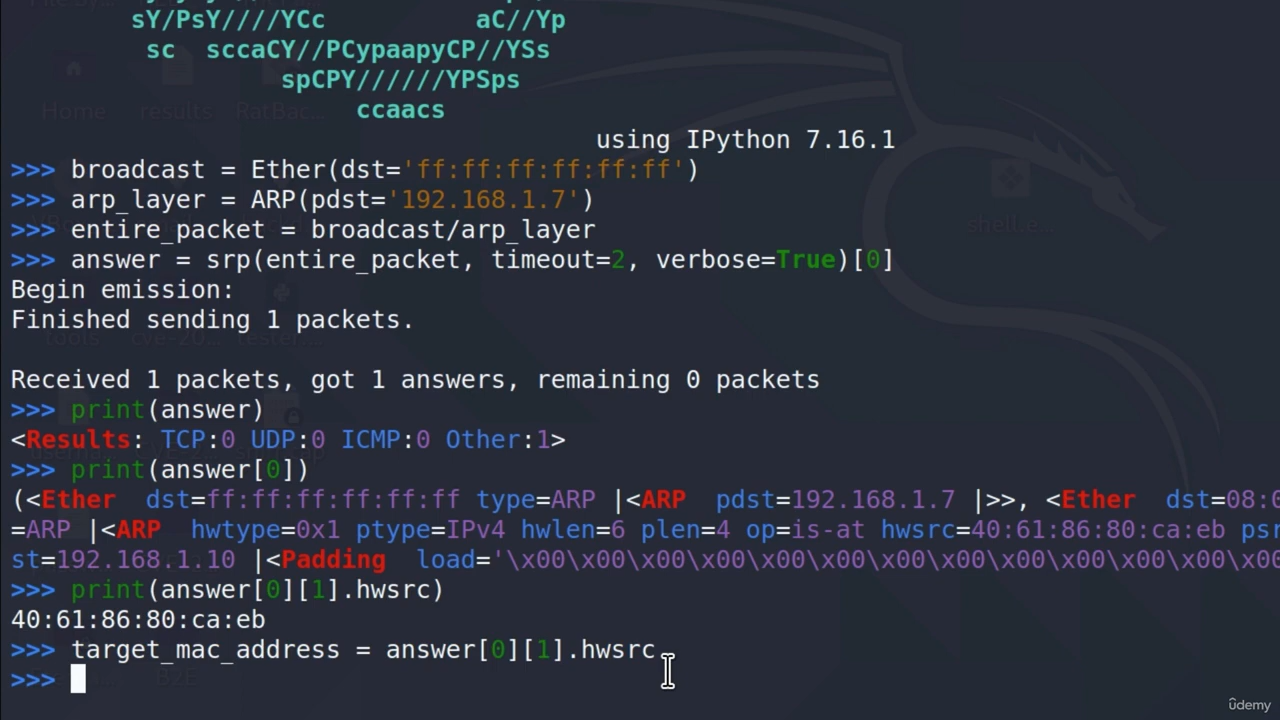 sY/PsY////YCc          aC//Yp
sc  sccaCY//PCypaapyCP//YSs
spCPY//////YPSps
ccaacs
using IPython 7.16.1
>>> broadcast = Ether(dst='ff:ff:ff:ff:ff:ff')
>>> arp_layer = ARP(pdst='192.168.1.7')
>>> entire_packet = broadcast/arp_layer
>>> answer = srp(entire_packet, timeout=2, verbose=True)[0]
Begin emission:
Finished sending 1 packets.
Received 1 packets, got 1 answers, remaining 0 packets
>>> print(answer)
<Results: TCP:0 UDP:0 ICMP:0 Other:1>
>>> print(answer[0])
(<Ether  dst=ff:ff:ff:ff:ff:ff type=ARP |<ARP  pdst=192.168.1.7 |>>, <Ether  dst=08:
=ARP |<ARP  hwtype=0x1 ptype=IPv4 hwlen=6 plen=4 op=is-at hwsrc=40:61:86:80:ca:eb psr
st=192.168.1.10 |<Padding  load='\x00\x00\x00\x00\x00\x00\x00\x00\x00\x00\x00\x00\x00
>>> print(answer[0][1].hwsrc)
40:61:86:80:ca:eb
>>> target_mac_address = answer[0][1].hwsrc
>>>
Home
results
RatBac...
shell.e...
ûdemy